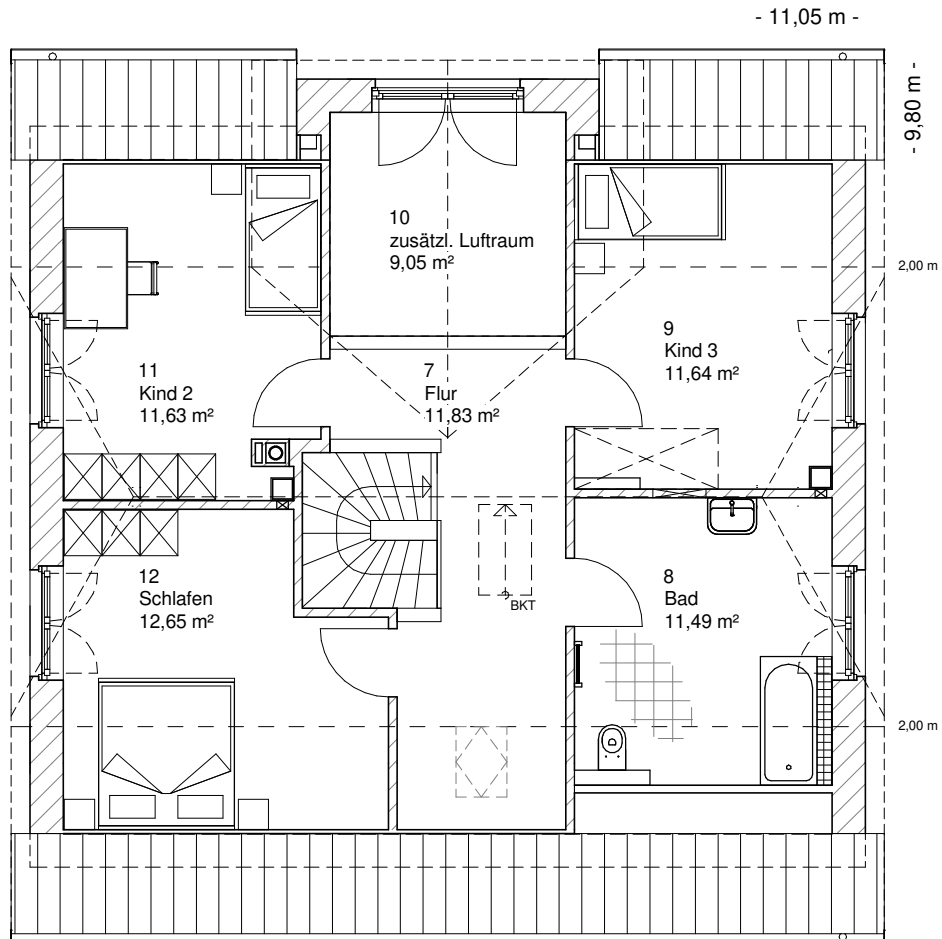 - 11,05 m -
- 9,80 m -
10
zusätzl. Luftraum
9,05 m²
2,00 m
9
Kind 3
11,64 m²
11
Kind 2
11,63 m²
7
Flur
11,83 m²
12
Schlafen
12,65 m²
BKT
8
Bad
11,49 m²
2,00 m